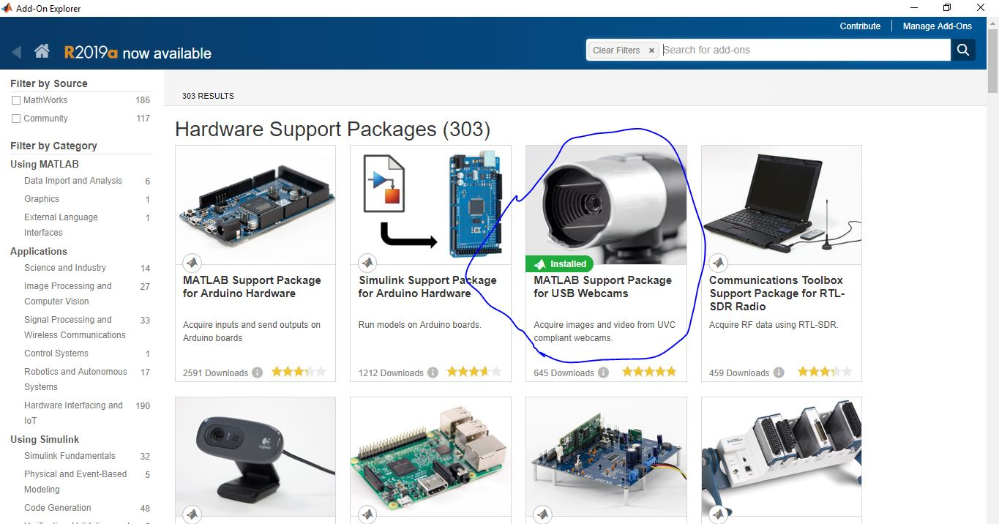 Add-On Explorer
Contribute
Manage Add-Ons
R2019a now available
Clear Filters ×
Search for add-ons
Filter by Source
MathWorks 186
Community 117
Filter by Category
Using MATLAB
Data Import and Analysis 6
Graphics 1
External Language 1
Interfaces
Applications
Science and Industry 14
Image Processing and 27
Computer Vision
Signal Processing and 33
Wireless Communications
Control Systems 1
Robotics and Autonomous 17
Systems
Hardware Interfacing and 190
IoT
Using Simulink
Simulink Fundamentals 32
Physical and Event-Based 5
Modeling
Code Generation 48
303 RESULTS
Hardware Support Packages (303)
MATLAB Support Package
for Arduino Hardware
Acquire inputs and send outputs on
Arduino boards
2591 Downloads
Simulink Support Package
for Arduino Hardware
Run models on Arduino boards.
1212 Downloads
Installed
MATLAB Support Package
for USB Webcams
Acquire images and video from UVC
compliant webcams.
645 Downloads
Communications Toolbox
Support Package for RTL-
SDR Radio
Acquire RF data using RTL-SDR.
459 Downloads